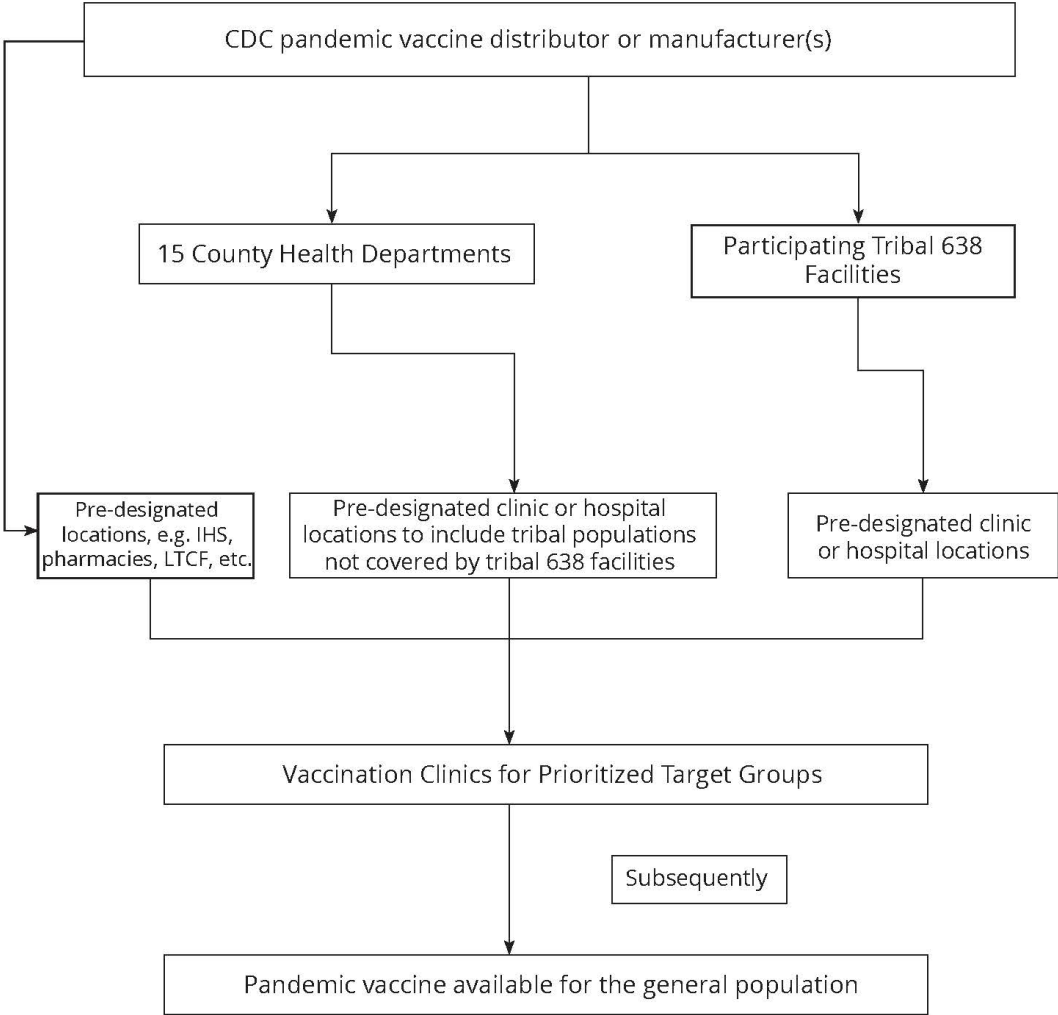 CDC pandemic vaccine distributor or manufacturer(s)
15 County Health Departments
Participating Tribal 638
Facilities
Pre-designated
locations, e.g. IHS,
pharmacies, LTCF, etc.
Pre-designated clinic or hospital
locations to include tribal populations
not covered by tribal 638 facilities
Pre-designated clinic
or hospital locations
Vaccination Clinics for Prioritized Target Groups
Subsequently
Pandemic vaccine available for the general population